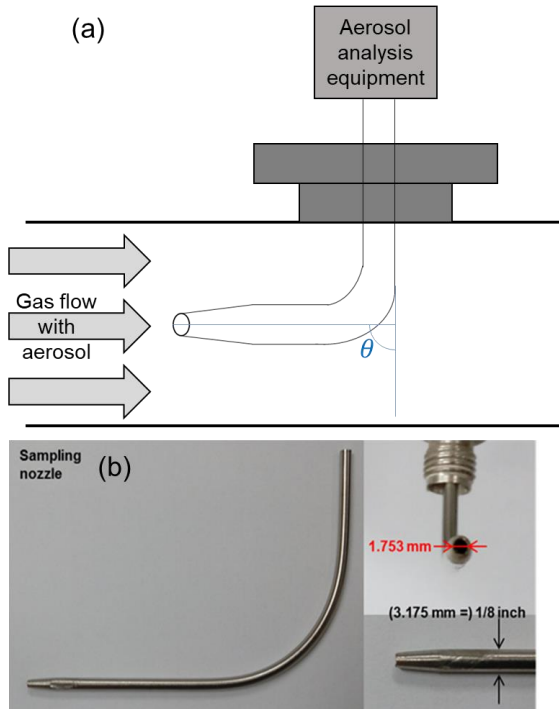 (a)
Aerosol
analysis
equipment
Gas flow
with
aerosol
θ
Sampling
nozzle
(b)
1.753 mm
(3.175 mm =) 1/8 inch